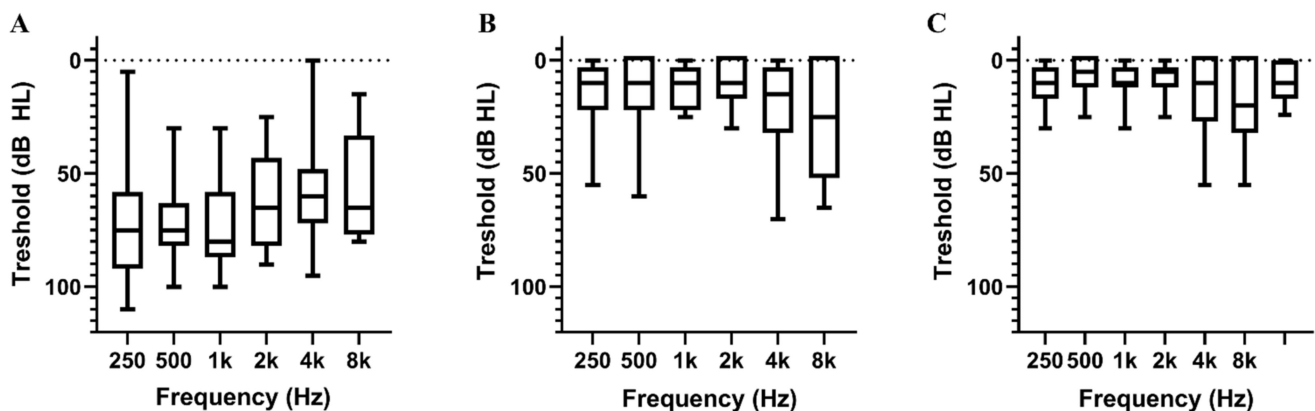 A
Treshold (dB HL)
0
50
100
250 500 1k 2k 4k 8k
Frequency (Hz)
B
Treshold (dB HL)
0
50
100
250 500 1k 2k 4k 8k
Frequency (Hz)
C
Treshold (dB HL)
0
50
100
250 500 1k 2k 4k 8k
Frequency (Hz)